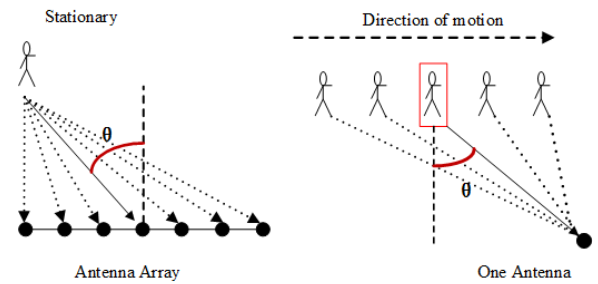 Stationary
θ
Antenna Array
Direction of motion
θ
One Antenna